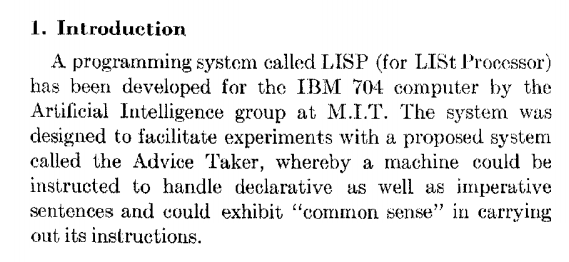 1. Introduction
A programming system called LISP (for LISt Processor)
has been developed for the IBM 704 computer by the
Artificial Intelligence group at M.I.T. The system was
designed to facilitate experiments with a proposed system
called the Advice Taker, whereby a machine could be
instructed to handle declarative as well as imperative
sentences and could exhibit “common sense” in carrying
out its instructions.